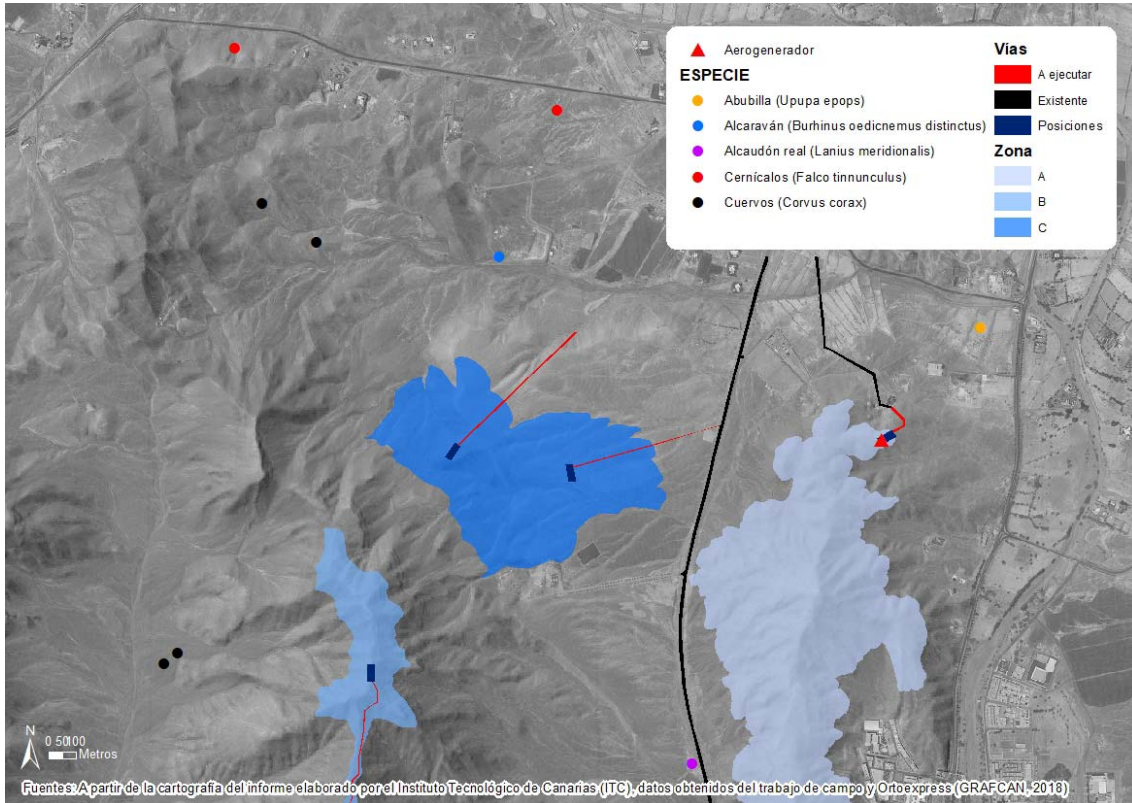 Aerogenerador
ESPECIE
Abubilla (Upupa epops)
Alcaraván (Burhinus oedicnemus distinctus)
Alcaudón real (Lanius meridionalis)
Cernícalos (Falco tinnunculus)
Cuervos (Corvus corax)
Vias
A ejecutar
Existente
Posiciones
Zona
A
B
C
N
0 50100
Metros
Fuentes: A partir de la cartografía del informe elaborado por el Instituto Tecnológico de Canarias (ITC), datos obtenidos del trabajo de campo y Ortoexpress (GRAFCAN, 2018)